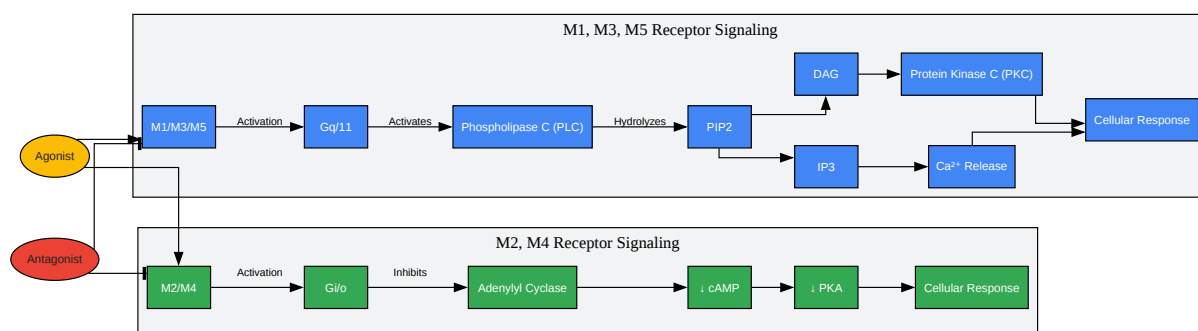 M1, M3, M5 Receptor Signaling
DAG
Protein Kinase C (PKC)
M1/M3/M5
Activation
Gq/11
Activates
Phospholipase C (PLC)
Hydrolyzes
PIP2
Cellular Response
Agonist
IP3
Ca²⁺ Release
M2, M4 Receptor Signaling
Antagonist
M2/M4
Activation
Gi/o
Inhibits
Adenylyl Cyclase
↓ cAMP
↓ PKA
Cellular Response